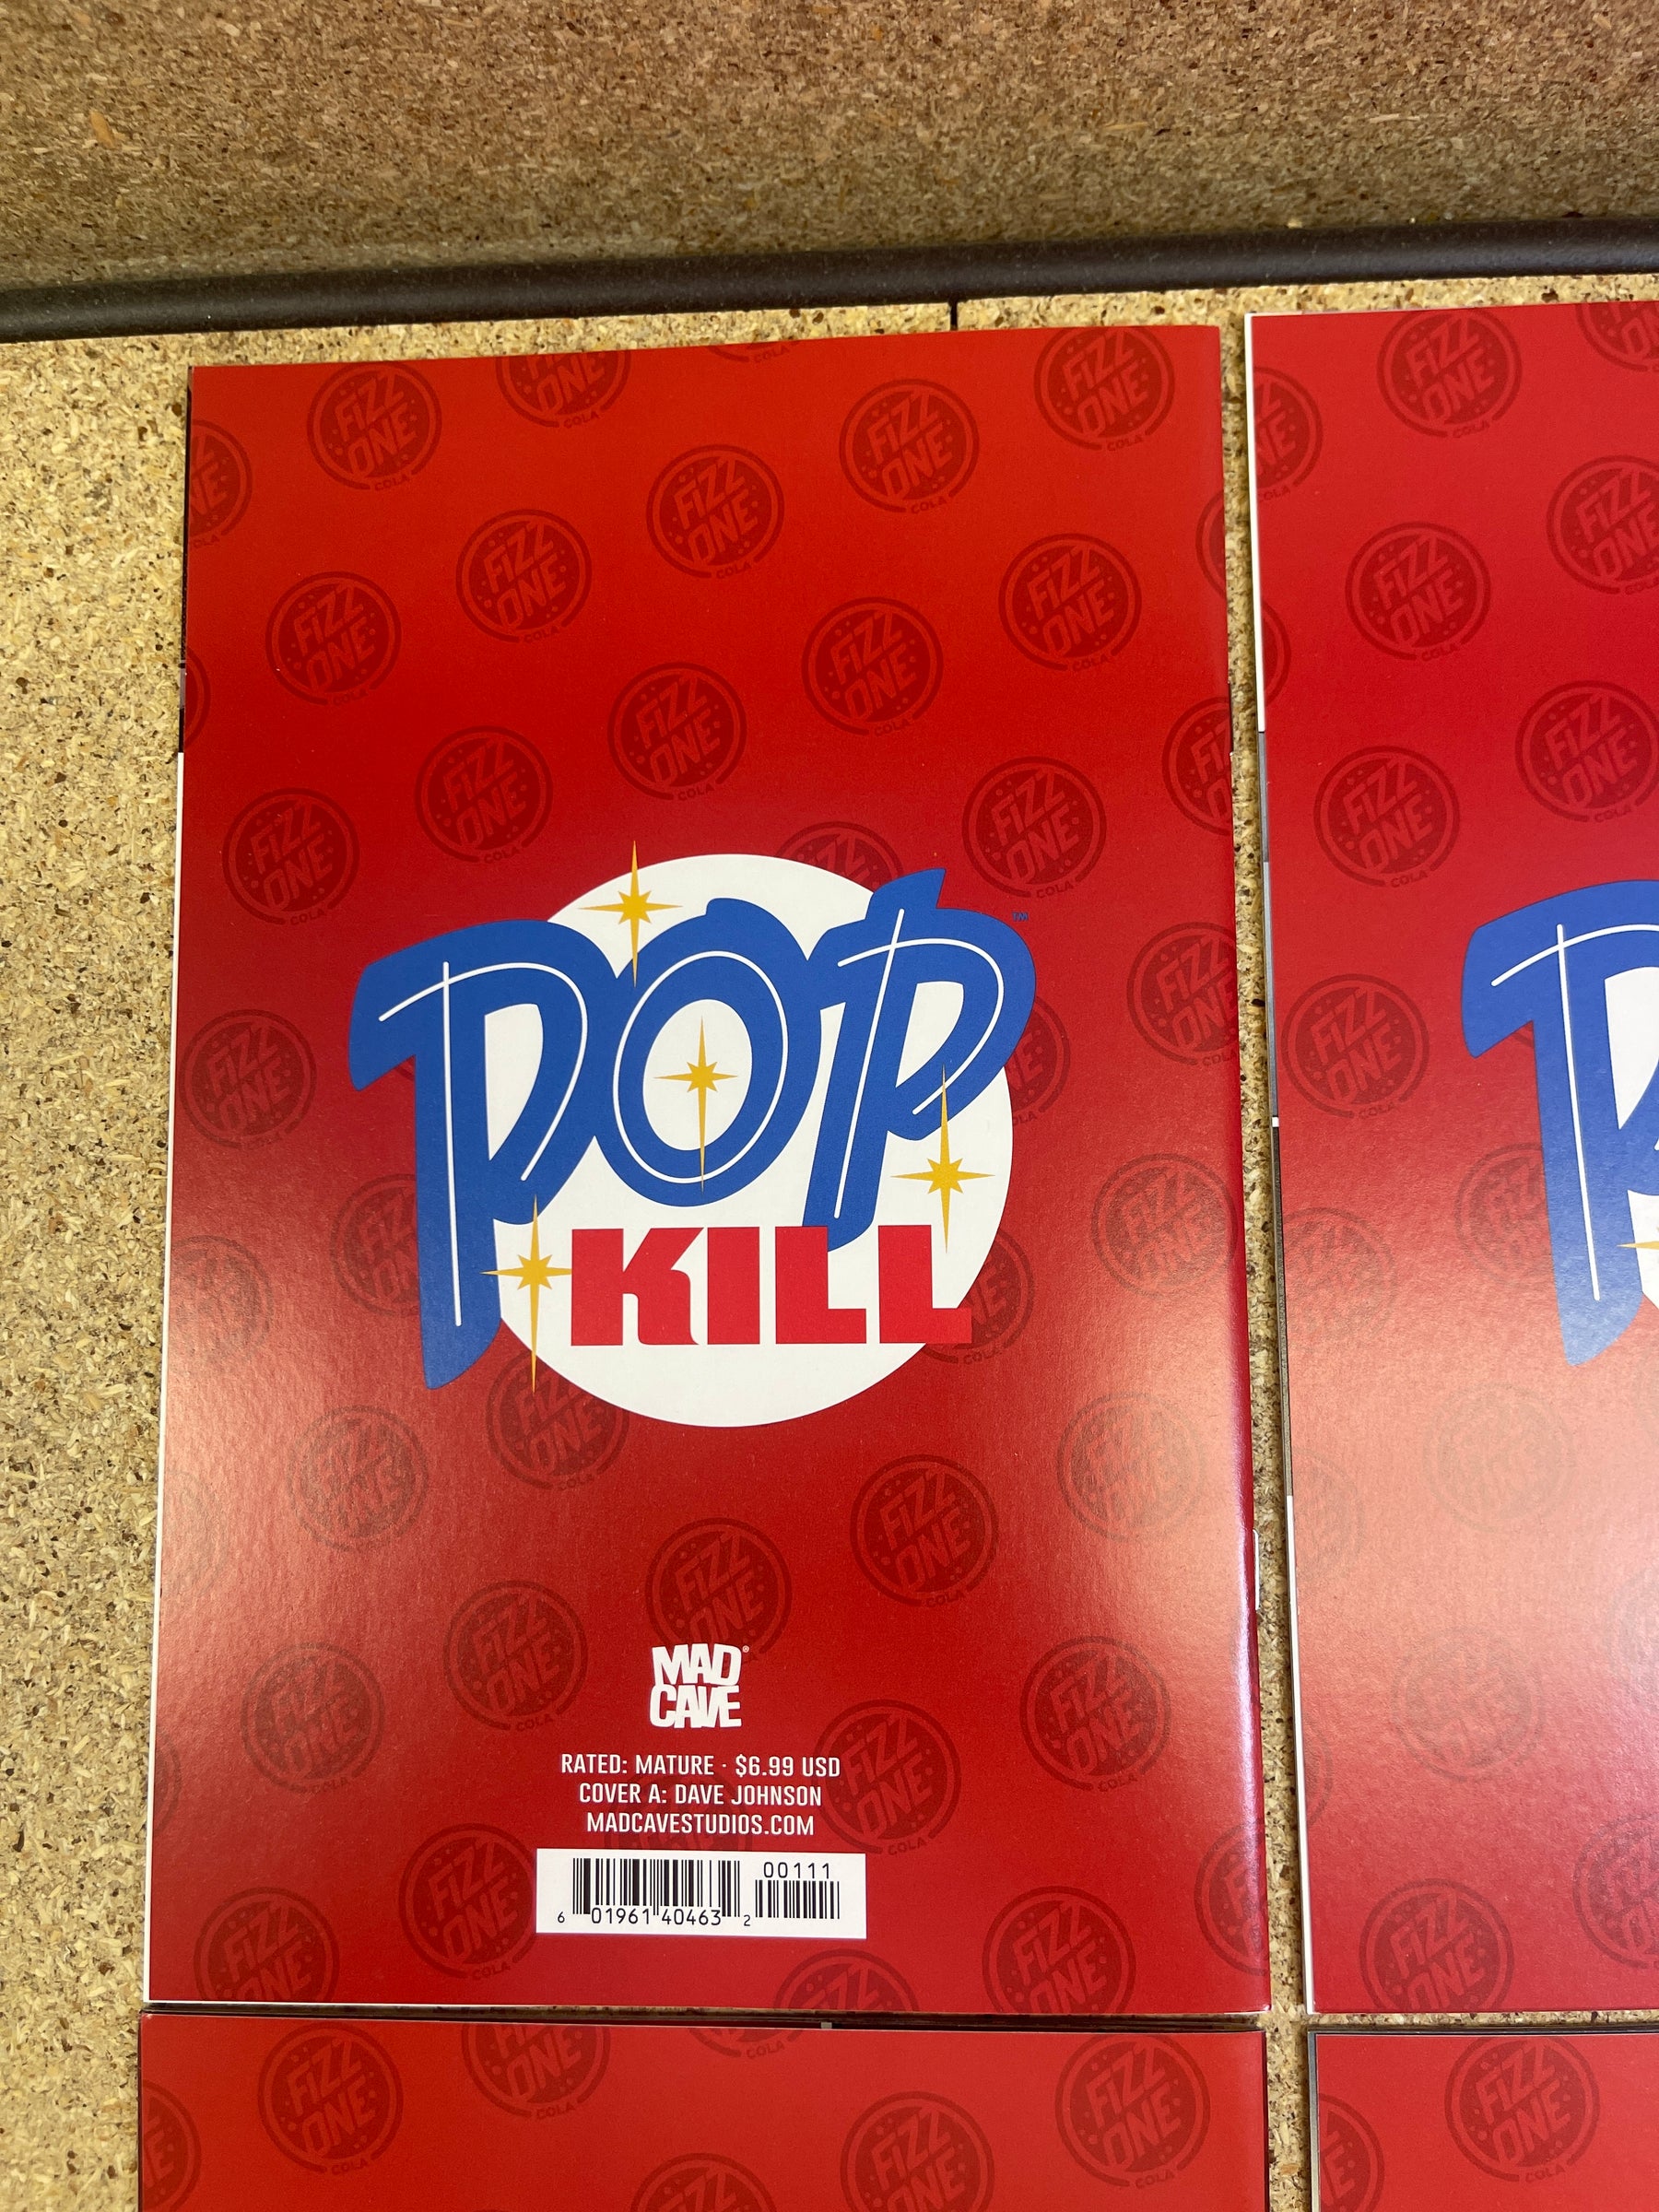 POP™
KILL
MAD®
CAVE
RATED: MATURE · $6.99 USD
COVER A: DAVE JOHNSON
MADCAVESTUDIOS.COM
00111
6 01961 40463 2
FIZZ
ONE
COLA